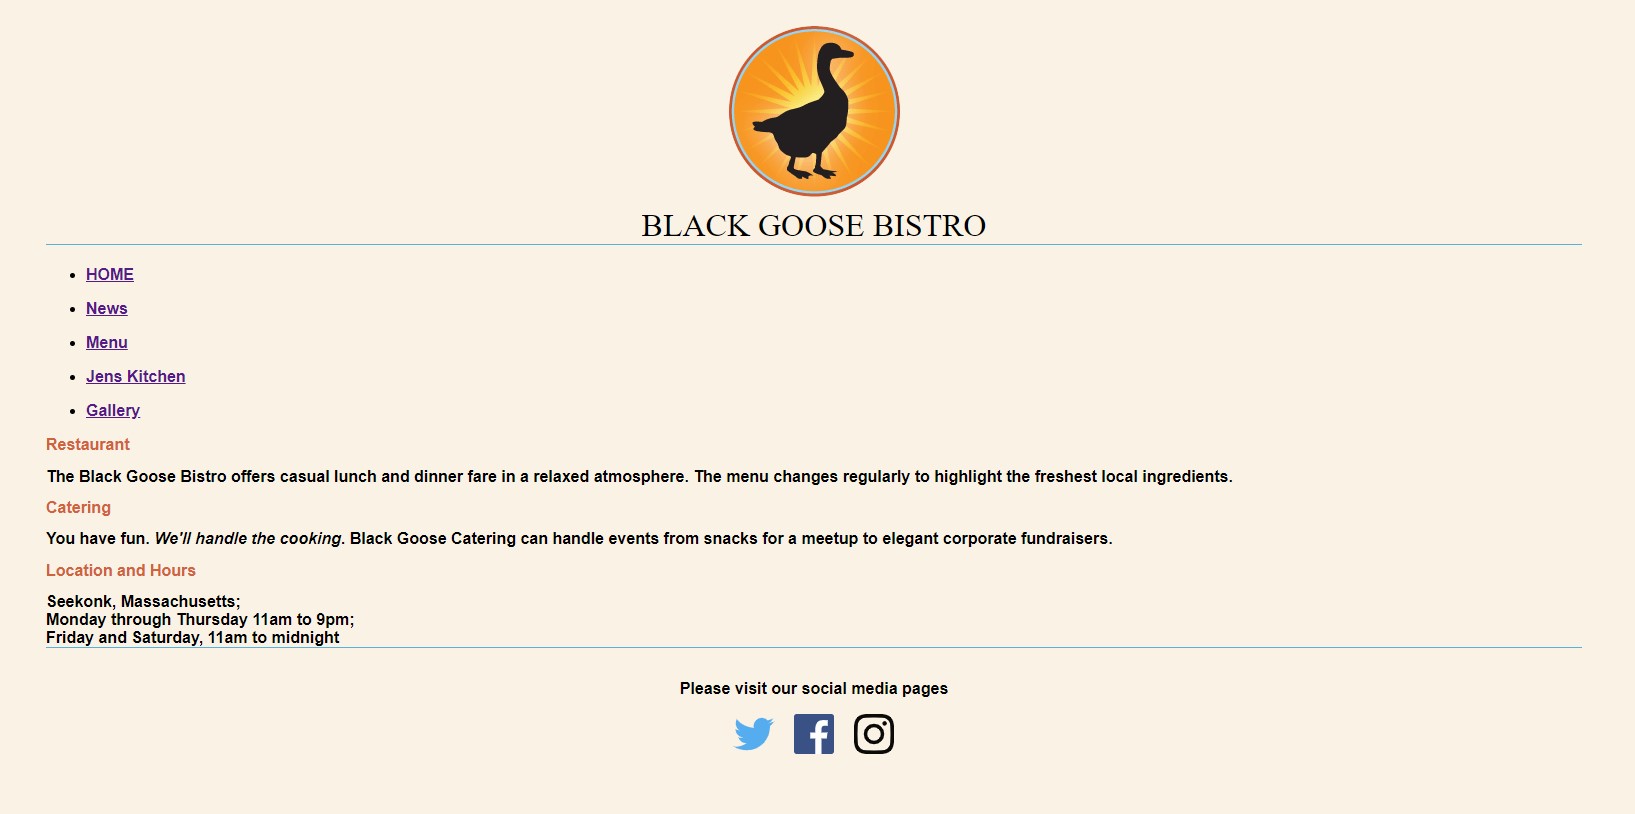 BLACK GOOSE BISTRO
HOME
News
Menu
Jens Kitchen
Gallery
Restaurant
The Black Goose Bistro offers casual lunch and dinner fare in a relaxed atmosphere. The menu changes regularly to highlight the freshest local ingredients.
Catering
You have fun. We'll handle the cooking. Black Goose Catering can handle events from snacks for a meetup to elegant corporate fundraisers.
Location and Hours
Seekonk, Massachusetts;
Monday through Thursday 11am to 9pm;
Friday and Saturday, 11am to midnight
Please visit our social media pages